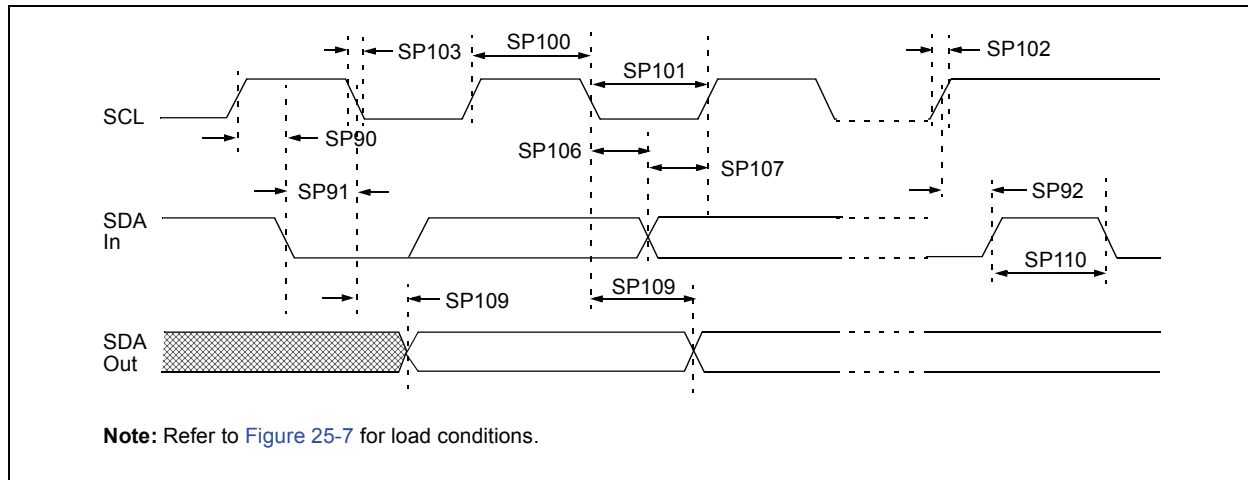 SP103
SP100
SP102
SP101
SCL
SP90
SP106
SP107
SP91
SP92
SDA
In
SP110
SP109
SP109
SDA
Out
Note: Refer to Figure 25-7 for load conditions.